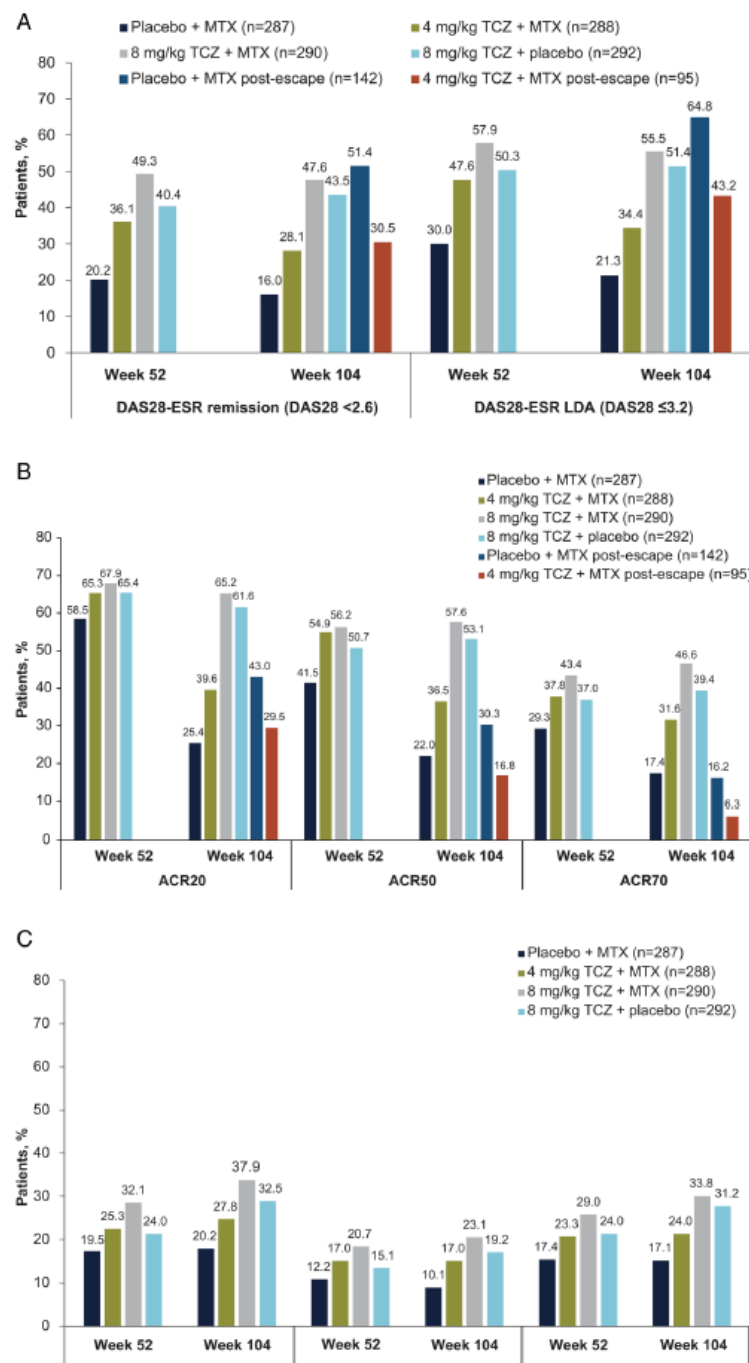 A
Placebo + MTX (n=287)
4 mg/kg TCZ + MTX (n=288)
8 mg/kg TCZ + MTX (n=290)
8 mg/kg TCZ + placebo (n=292)
Placebo + MTX post-escape (n=142)
4 mg/kg TCZ + MTX post-escape (n=95)
Patients, %
80
70
60
50
40
30
20
10
0
20.2 36.1 49.3 40.4
16.0 28.1 47.6 43.5 51.4 30.5
30.0 47.6 57.9 50.3
21.3 34.4 55.5 51.4 64.8 43.2
Week 52 Week 104 Week 52 Week 104
DAS28-ESR remission (DAS28 <2.6) DAS28-ESR LDA (DAS28 ≤3.2)
B
Placebo + MTX (n=287)
4 mg/kg TCZ + MTX (n=288)
8 mg/kg TCZ + MTX (n=290)
8 mg/kg TCZ + placebo (n=292)
Placebo + MTX post-escape (n=142)
4 mg/kg TCZ + MTX post-escape (n=95)
Patients, %
80
70
60
50
40
30
20
10
0
58.5 65.3 67.9 65.4
25.4 39.6 65.2 61.6 43.0 29.5
41.5 54.9 56.2 50.7
22.0 36.5 57.6 53.1 30.3 16.8
29.3 37.8 43.4 37.0
17.4 31.6 46.6 39.4 16.2 6.3
Week 52 Week 104 Week 52 Week 104 Week 52 Week 104
ACR20 ACR50 ACR70
C
Placebo + MTX (n=287)
4 mg/kg TCZ + MTX (n=288)
8 mg/kg TCZ + MTX (n=290)
8 mg/kg TCZ + placebo (n=292)
Patients, %
80
70
60
50
40
30
20
10
0
19.5 25.3 32.1 24.0
20.2 27.8 37.9 32.5
12.2 17.0 20.7 15.1
10.1 17.0 23.1 19.2
17.4 23.3 29.0 24.0
17.1 24.0 33.8 31.2
Week 52 Week 104 Week 52 Week 104 Week 52 Week 104